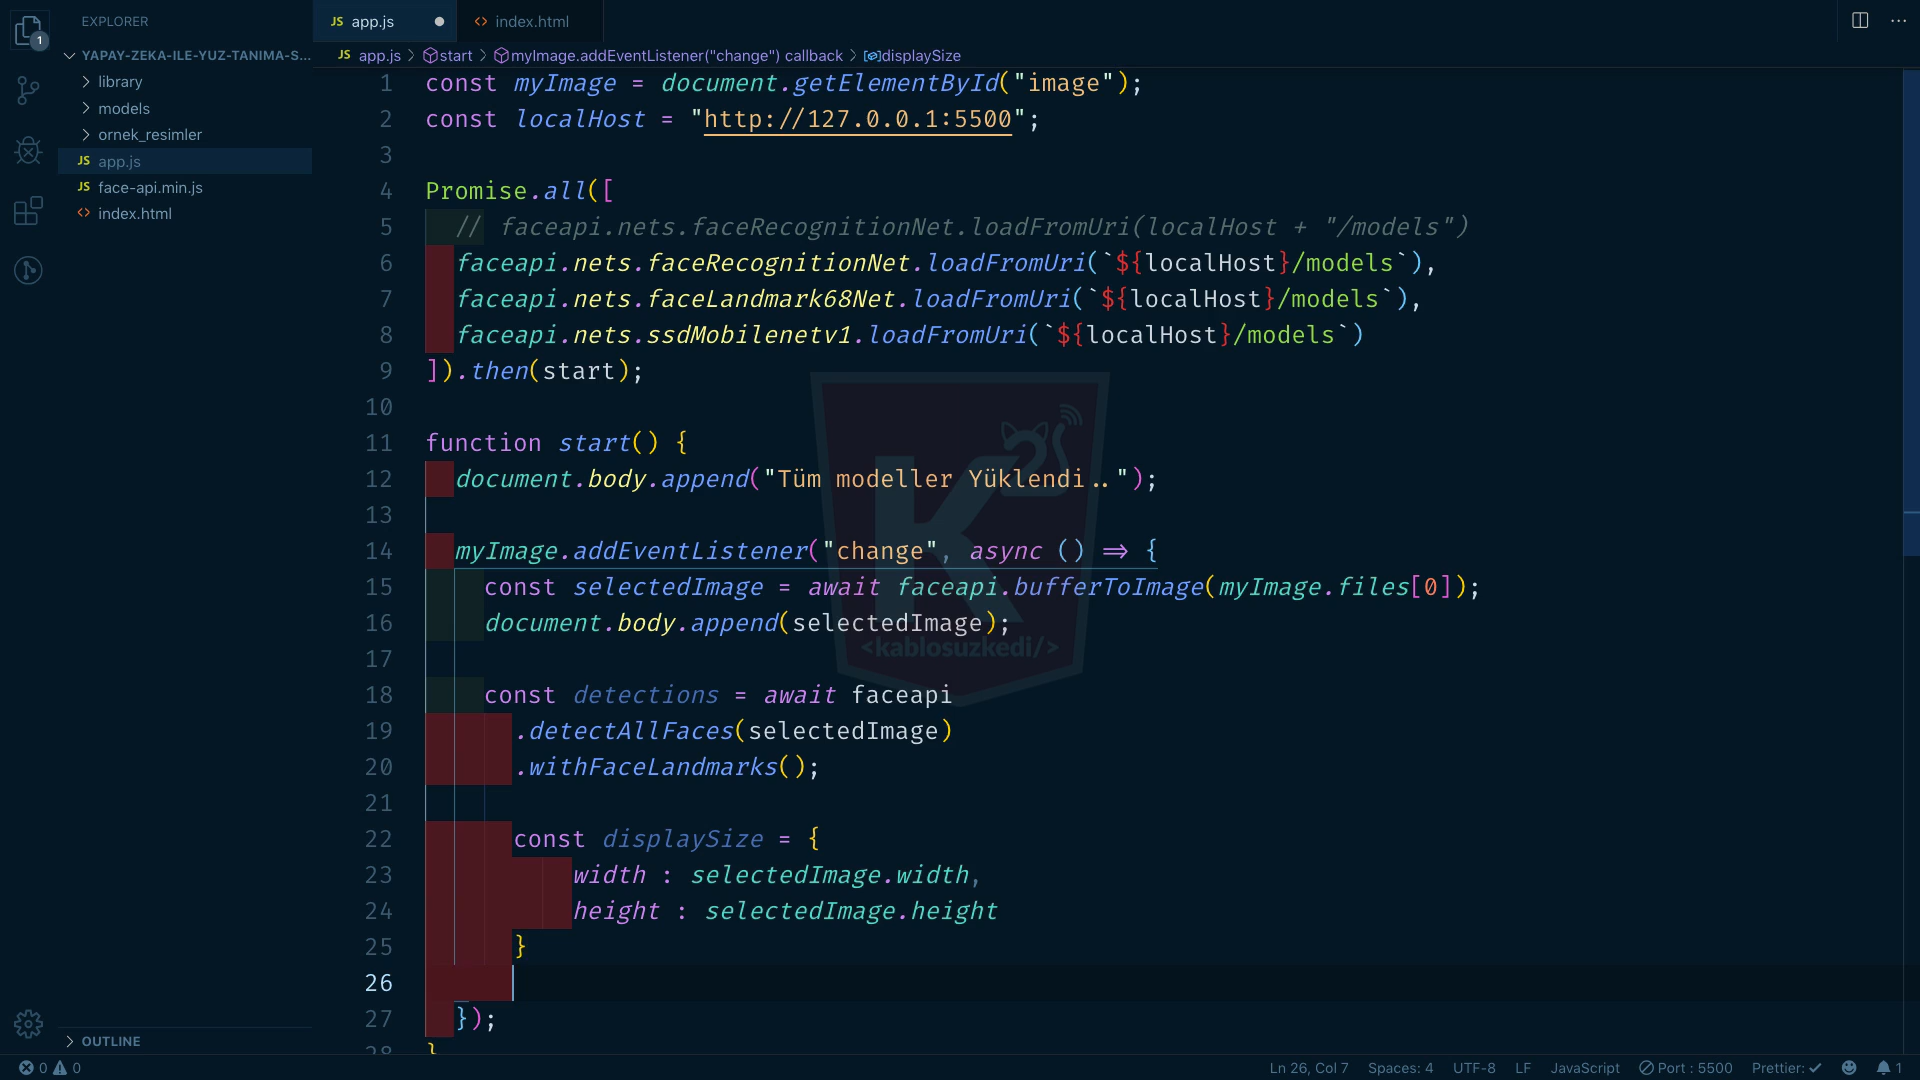 EXPLORER
1
YAPAY-ZEKA-ILE-YUZ-TANIMA-S...
library
models
ornek_resimler
JS app.js
JS face-api.min.js
<> index.html
OUTLINE
JS app.js
<> index.html
JS app.js > start > myImage.addEventListener("change") callback > displaySize
1 const myImage = document.getElementById("image");
2 const localHost = "http://127.0.0.1:5500";
3
4 Promise.all([
5 // faceapi.nets.faceRecognitionNet.loadFromUri(localHost + "/models")
6 faceapi.nets.faceRecognitionNet.loadFromUri(`${localHost}/models`),
7 faceapi.nets.faceLandmark68Net.loadFromUri(`${localHost}/models`),
8 faceapi.nets.ssdMobilenetv1.loadFromUri(`${localHost}/models`)
9 ]).then(start);
10
11 function start() {
12 document.body.append("Tüm modeller Yüklendi..");
13
14 myImage.addEventListener("change", async () => {
15 const selectedImage = await faceapi.bufferToImage(myImage.files[0]);
16 document.body.append(selectedImage);
17
18 const detections = await faceapi
19 .detectAllFaces(selectedImage)
20 .withFaceLandmarks();
21
22 const displaySize = {
23 width : selectedImage.width,
24 height : selectedImage.height
25 }
26
27 });
28 }
K
<kablosuzkedi/>
0 0
Ln 26, Col 7
Spaces: 4
UTF-8
LF
JavaScript
Port : 5500
Prettier: ✓
1